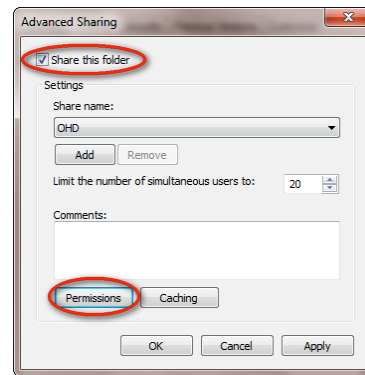 Advanced Sharing
Share this folder
Settings
Share name:
OHD
Add Remove
Limit the number of simultaneous users to: 20
Comments:
Permissions Caching
OK Cancel Apply